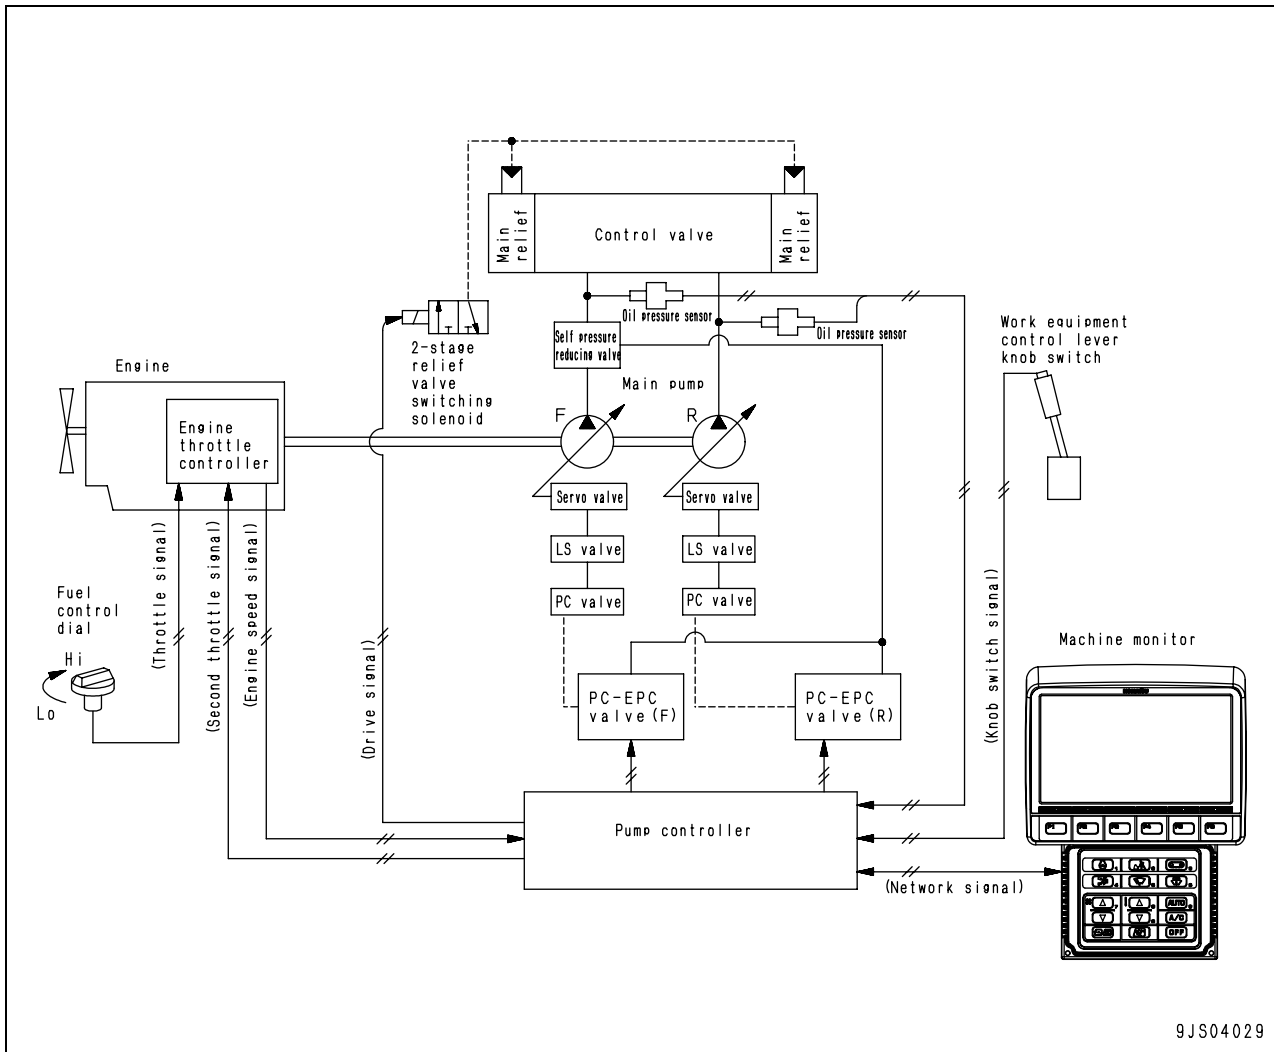 Main
relief
Control valve
Main
relief
Oil pressure sensor
Oil pressure sensor
Self pressure
reducing valve
2-stage
relief
valve
switching
solenoid
Work equipment
control lever
knob switch
Engine
Main pump
F
R
Engine
throttle
controller
Servo valve
Servo valve
LS valve
LS valve
PC valve
PC valve
(Throttle signal)
(Second throttle signal)
(Engine speed signal)
(Drive signal)
(Knob switch signal)
Fuel
control
dial
Hi
Lo
Machine monitor
PC-EPC
valve(F)
PC-EPC
valve(R)
Pump controller
(Network signal)
AUTO
A/C
OFF
9JS04029